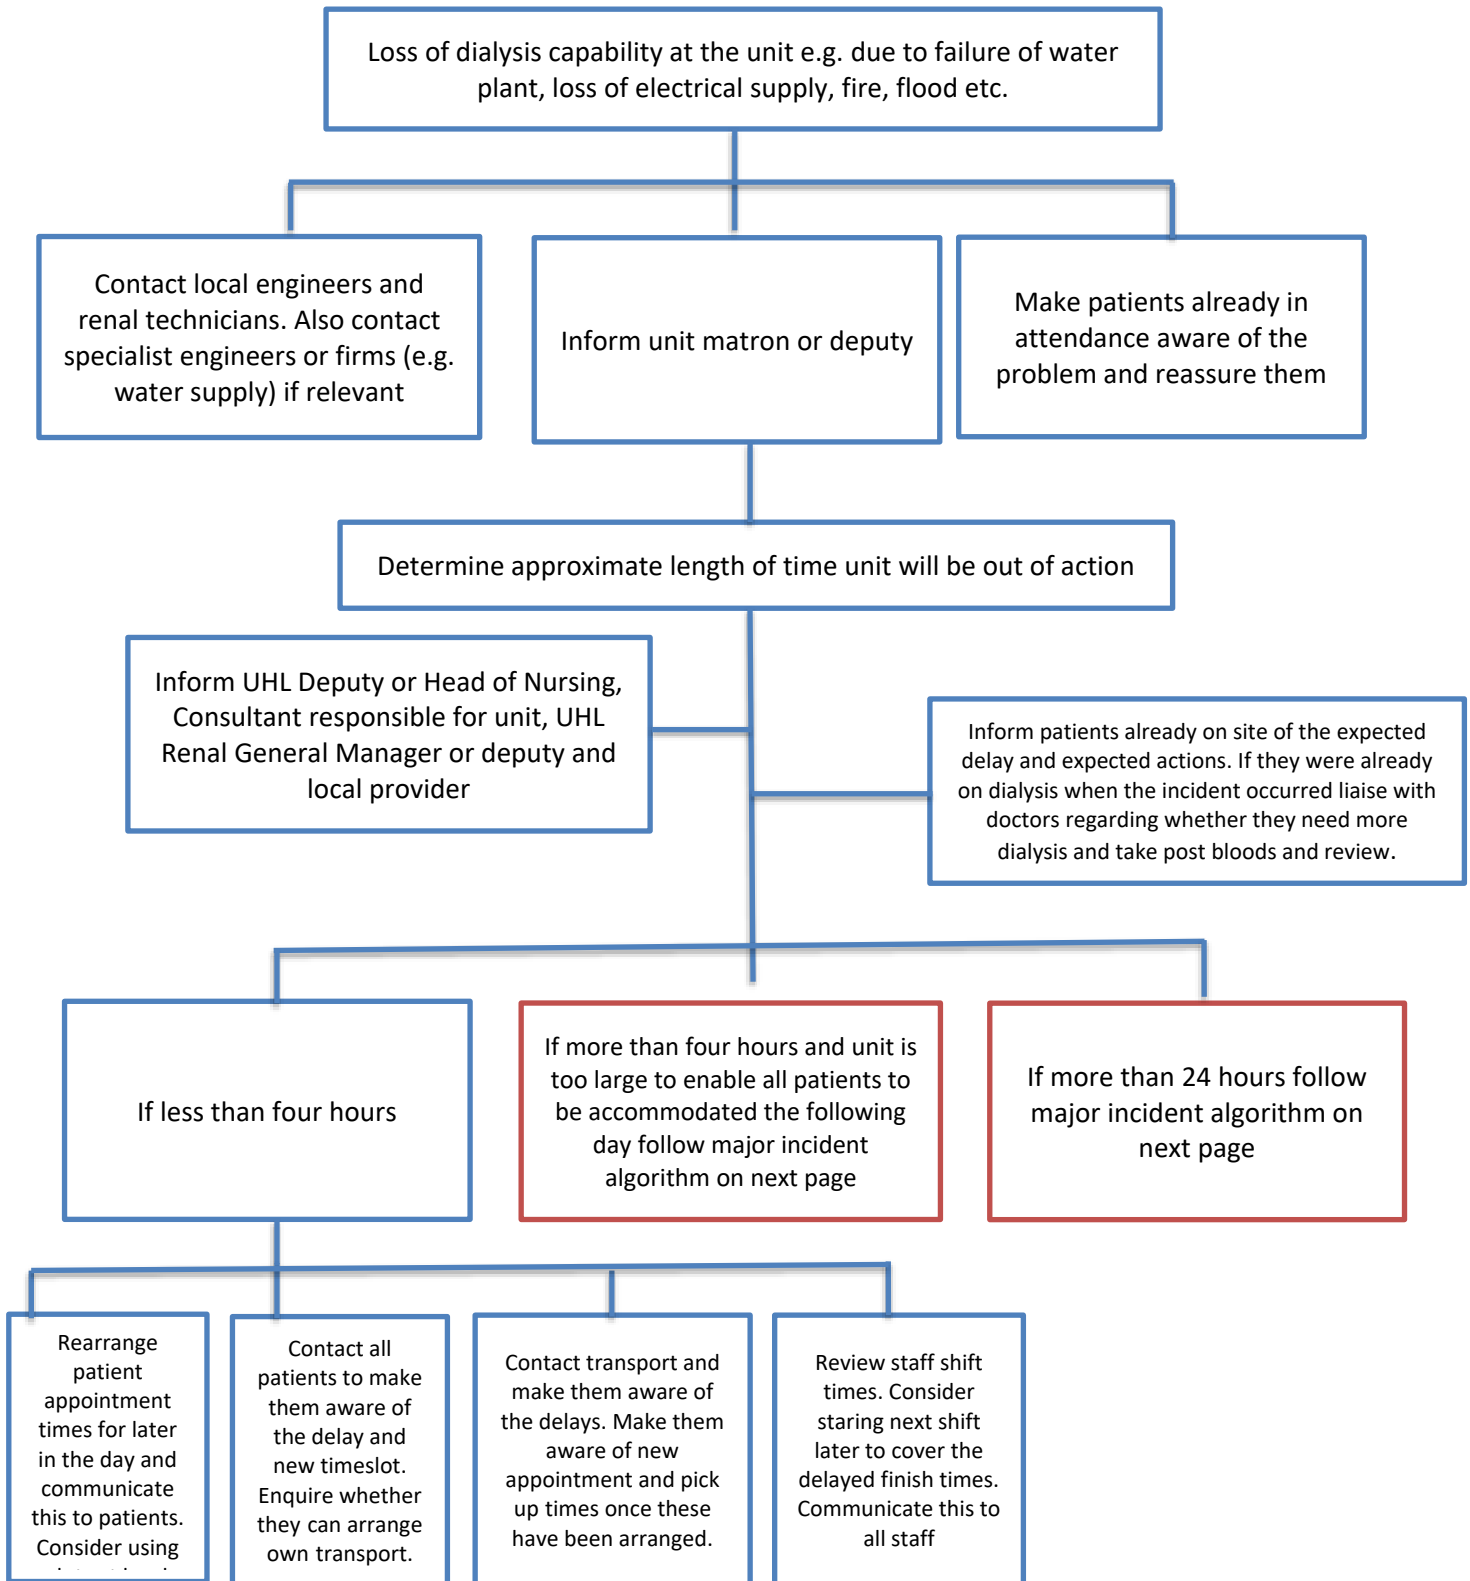 Loss of dialysis capability at the unit e.g. due to failure of water
plant, loss of electrical supply, fire, flood etc.
Contact local engineers and
renal technicians. Also contact
specialist engineers or firms (e.g.
water supply) if relevant
Inform unit matron or deputy
Make patients already in
attendance aware of the
problem and reassure them
Determine approximate length of time unit will be out of action
Inform UHL Deputy or Head of Nursing,
Consultant responsible for unit, UHL
Renal General Manager or deputy and
local provider
Inform patients already on site of the expected
delay and expected actions. If they were already
on dialysis when the incident occurred liaise with
doctors regarding whether they need more
dialysis and take post bloods and review.
If less than four hours
If more than four hours and unit is
too large to enable all patients to
be accommodated the following
day follow major incident
algorithm on next page
If more than 24 hours follow
major incident algorithm on
next page
Rearrange
patient
appointment
times for later
in the day and
communicate
this to patients.
Consider using
Contact all
patients to make
them aware of
the delay and
new timeslot.
Enquire whether
they can arrange
own transport.
Contact transport and
make them aware of
the delays. Make them
aware of new
appointment and pick
up times once these
have been arranged.
Review staff shift
times. Consider
staring next shift
later to cover the
delayed finish times.
Communicate this to
all staff